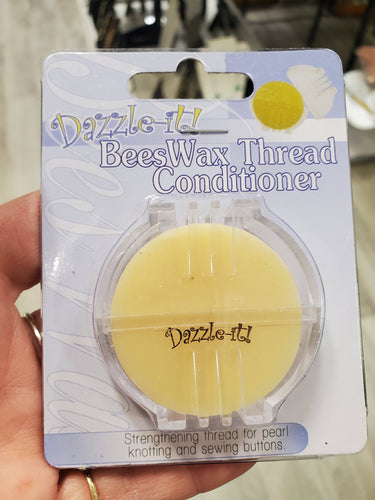 Dazzle-it!
BeesWax Thread
Conditioner
Dazzle-it!
Strengthening thread for pearl
knotting and sewing buttons.